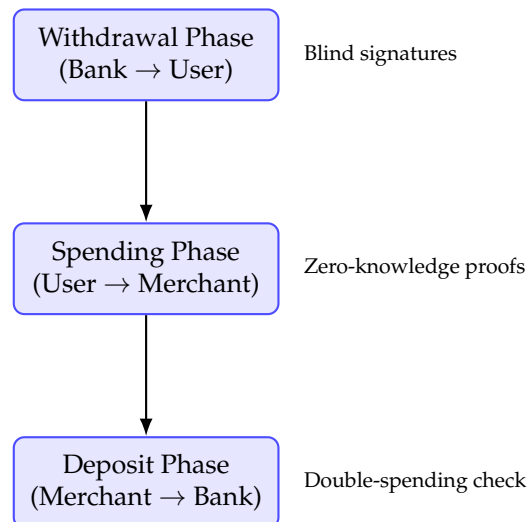 Withdrawal Phase
(Bank → User)
Blind signatures
Spending Phase
(User → Merchant)
Zero-knowledge proofs
Deposit Phase
(Merchant → Bank)
Double-spending check